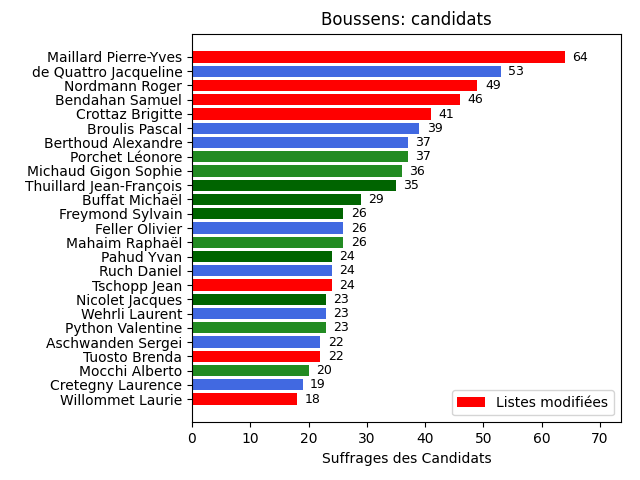 Boussens: candidats
Maillard Pierre-Yves 64
de Quattro Jacqueline 53
Nordmann Roger 49
Bendahan Samuel 46
Crottaz Brigitte 41
Broulis Pascal 39
Berthoud Alexandre 37
Porchet Léonore 37
Michaud Gigon Sophie 36
Thuillard Jean-François 35
Buffat Michaël 29
Freymond Sylvain 26
Feller Olivier 26
Mahaim Raphaël 26
Pahud Yvan 24
Ruch Daniel 24
Tschopp Jean 24
Nicolet Jacques 23
Wehrli Laurent 23
Python Valentine 23
Aschwanden Sergei 22
Tuosto Brenda 22
Mocchi Alberto 20
Cretegny Laurence 19
Willommet Laurie 18
Listes modifiées
0 10 20 30 40 50 60 70
Suffrages des Candidats